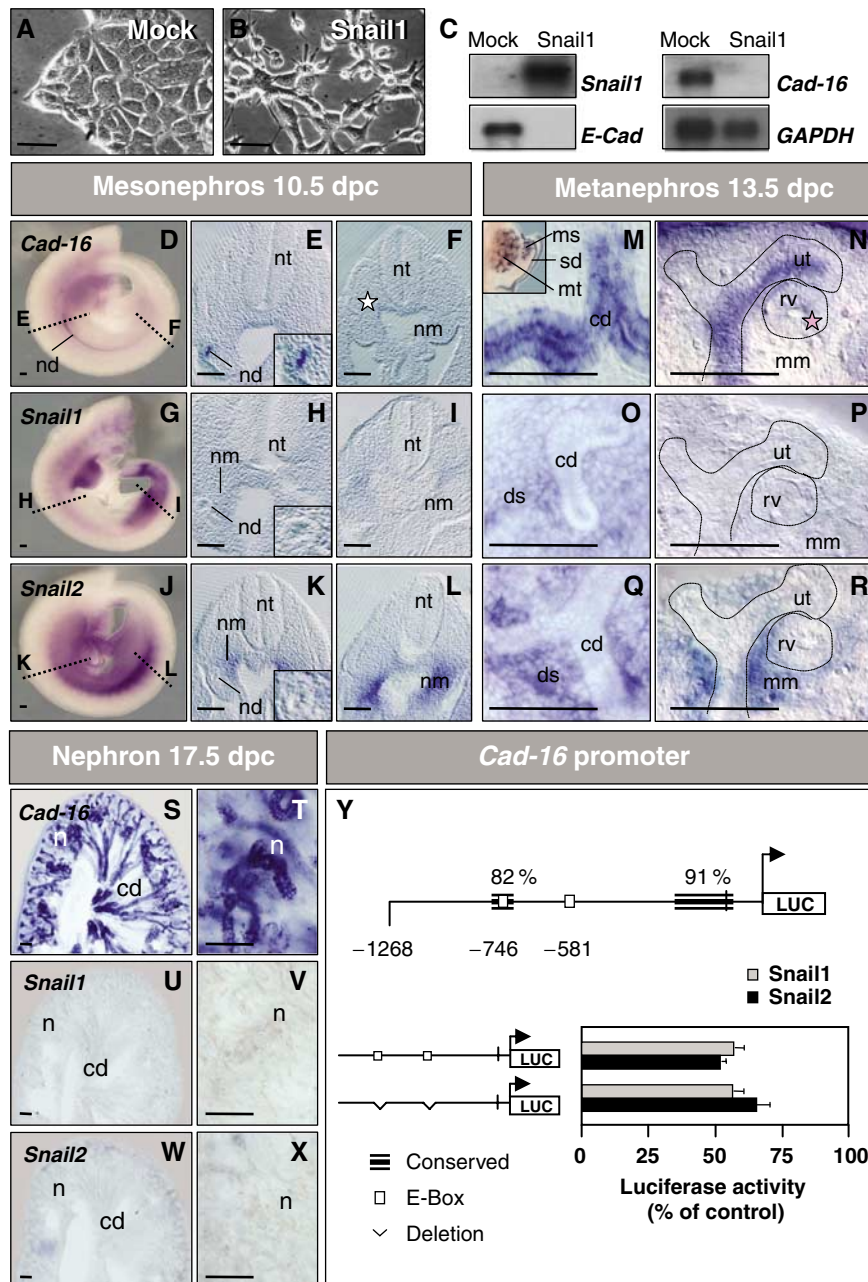 A Mock B Snail1 C Mock Snail1 Mock Snail1
Snail1 Cad-16
E-Cad GAPDH
Mesonephros 10.5 dpc Metanephros 13.5 dpc
Cad-16 D E F M N
nt nt ms sd mt ut rv
E F nm cd
nd nd mm
Snail1 G H I O P
nm nt nt cd ut
H I nm ds rv
nd mm
Snail2 J K L Q R
nm nt nt cd ut
K L nd nm ds rv
mm
Nephron 17.5 dpc Cad-16 promoter
Cad-16 S T Y
n n
cd
82 % 91 %
LUC
−1268 −746 −581
Snail1 U V
n n
cd
Snail1
Snail2
LUC
LUC
Snail2 W X
n n
cd
Conserved
E-Box
Deletion
0 25 50 75 100
Luciferase activity
(% of control)